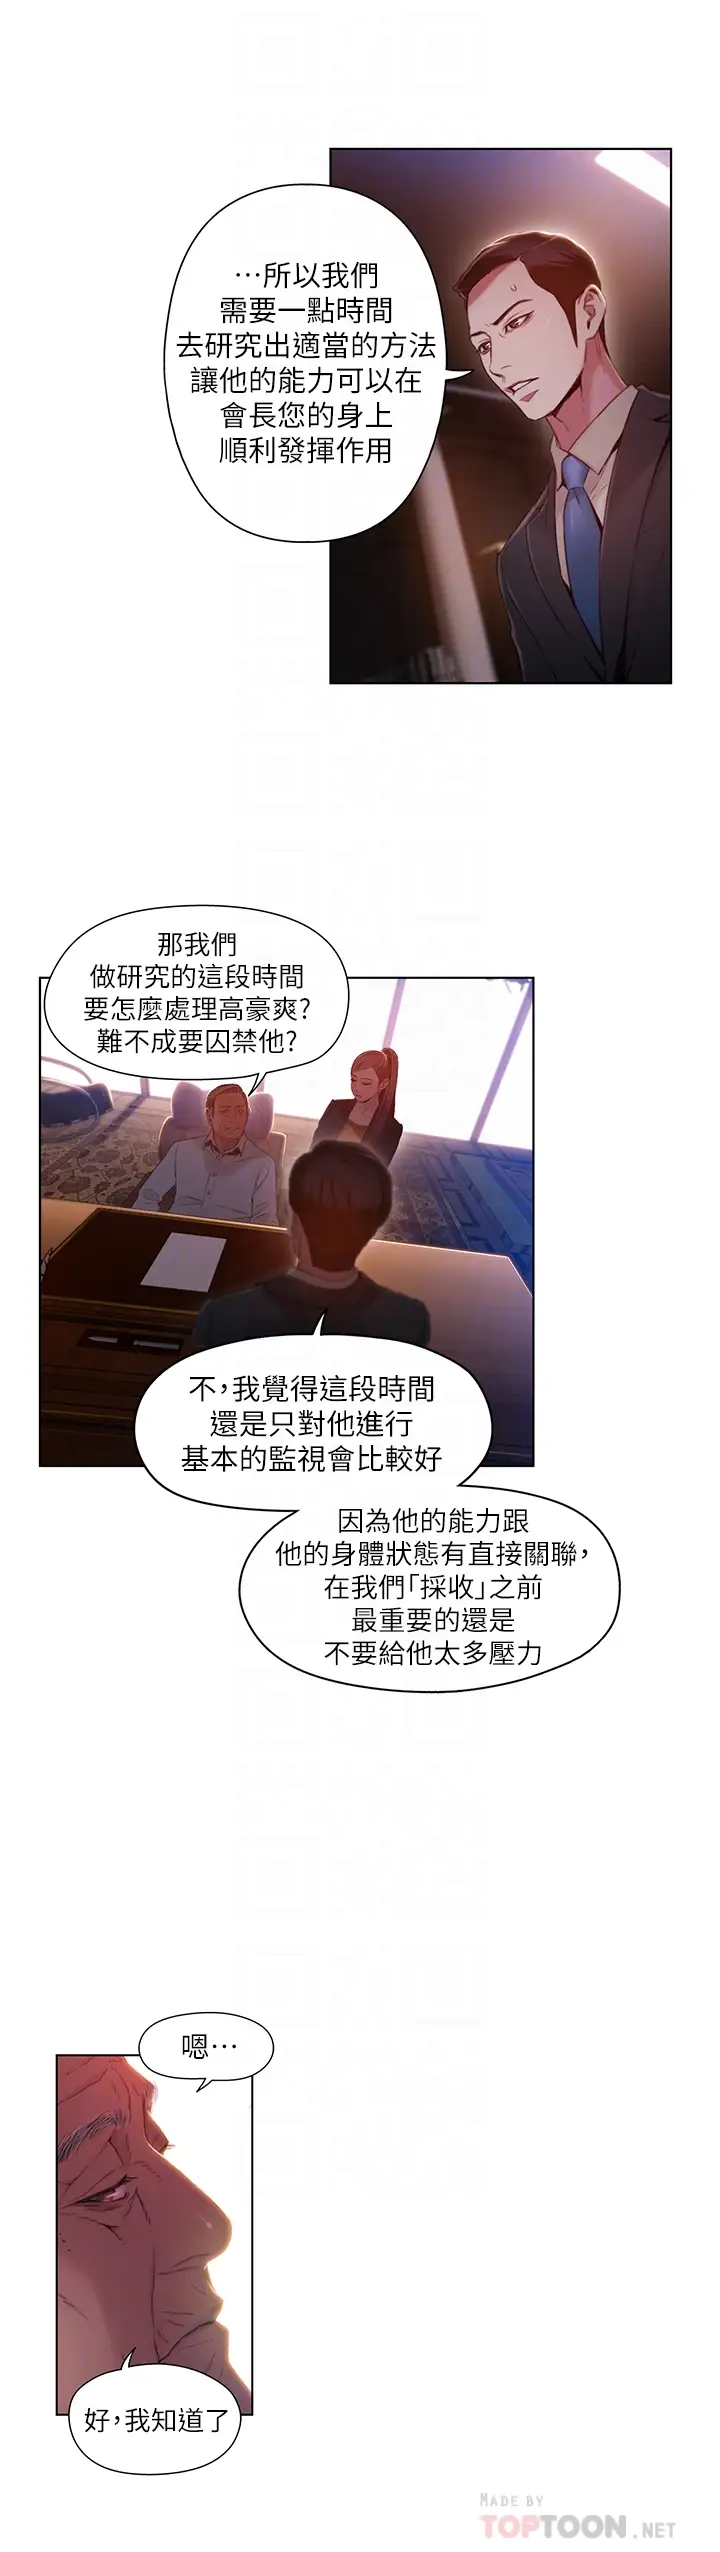 …所以我們
需要一點時間
去研究出適當的方法
讓他的能力可以在
會長您的身上
順利發揮作用
那我們
做研究的這段時間
要怎麼處理高豪爽?
難不成要囚禁他?
不,我覺得這段時間
還是只對他進行
基本的監視會比較好
因為他的能力跟
他的身體狀態有直接關聯,
在我們「採收」之前
最重要的還是
不要給他太多壓力
嗯…
好,我知道了
MADE BY
TOPTOON.NET